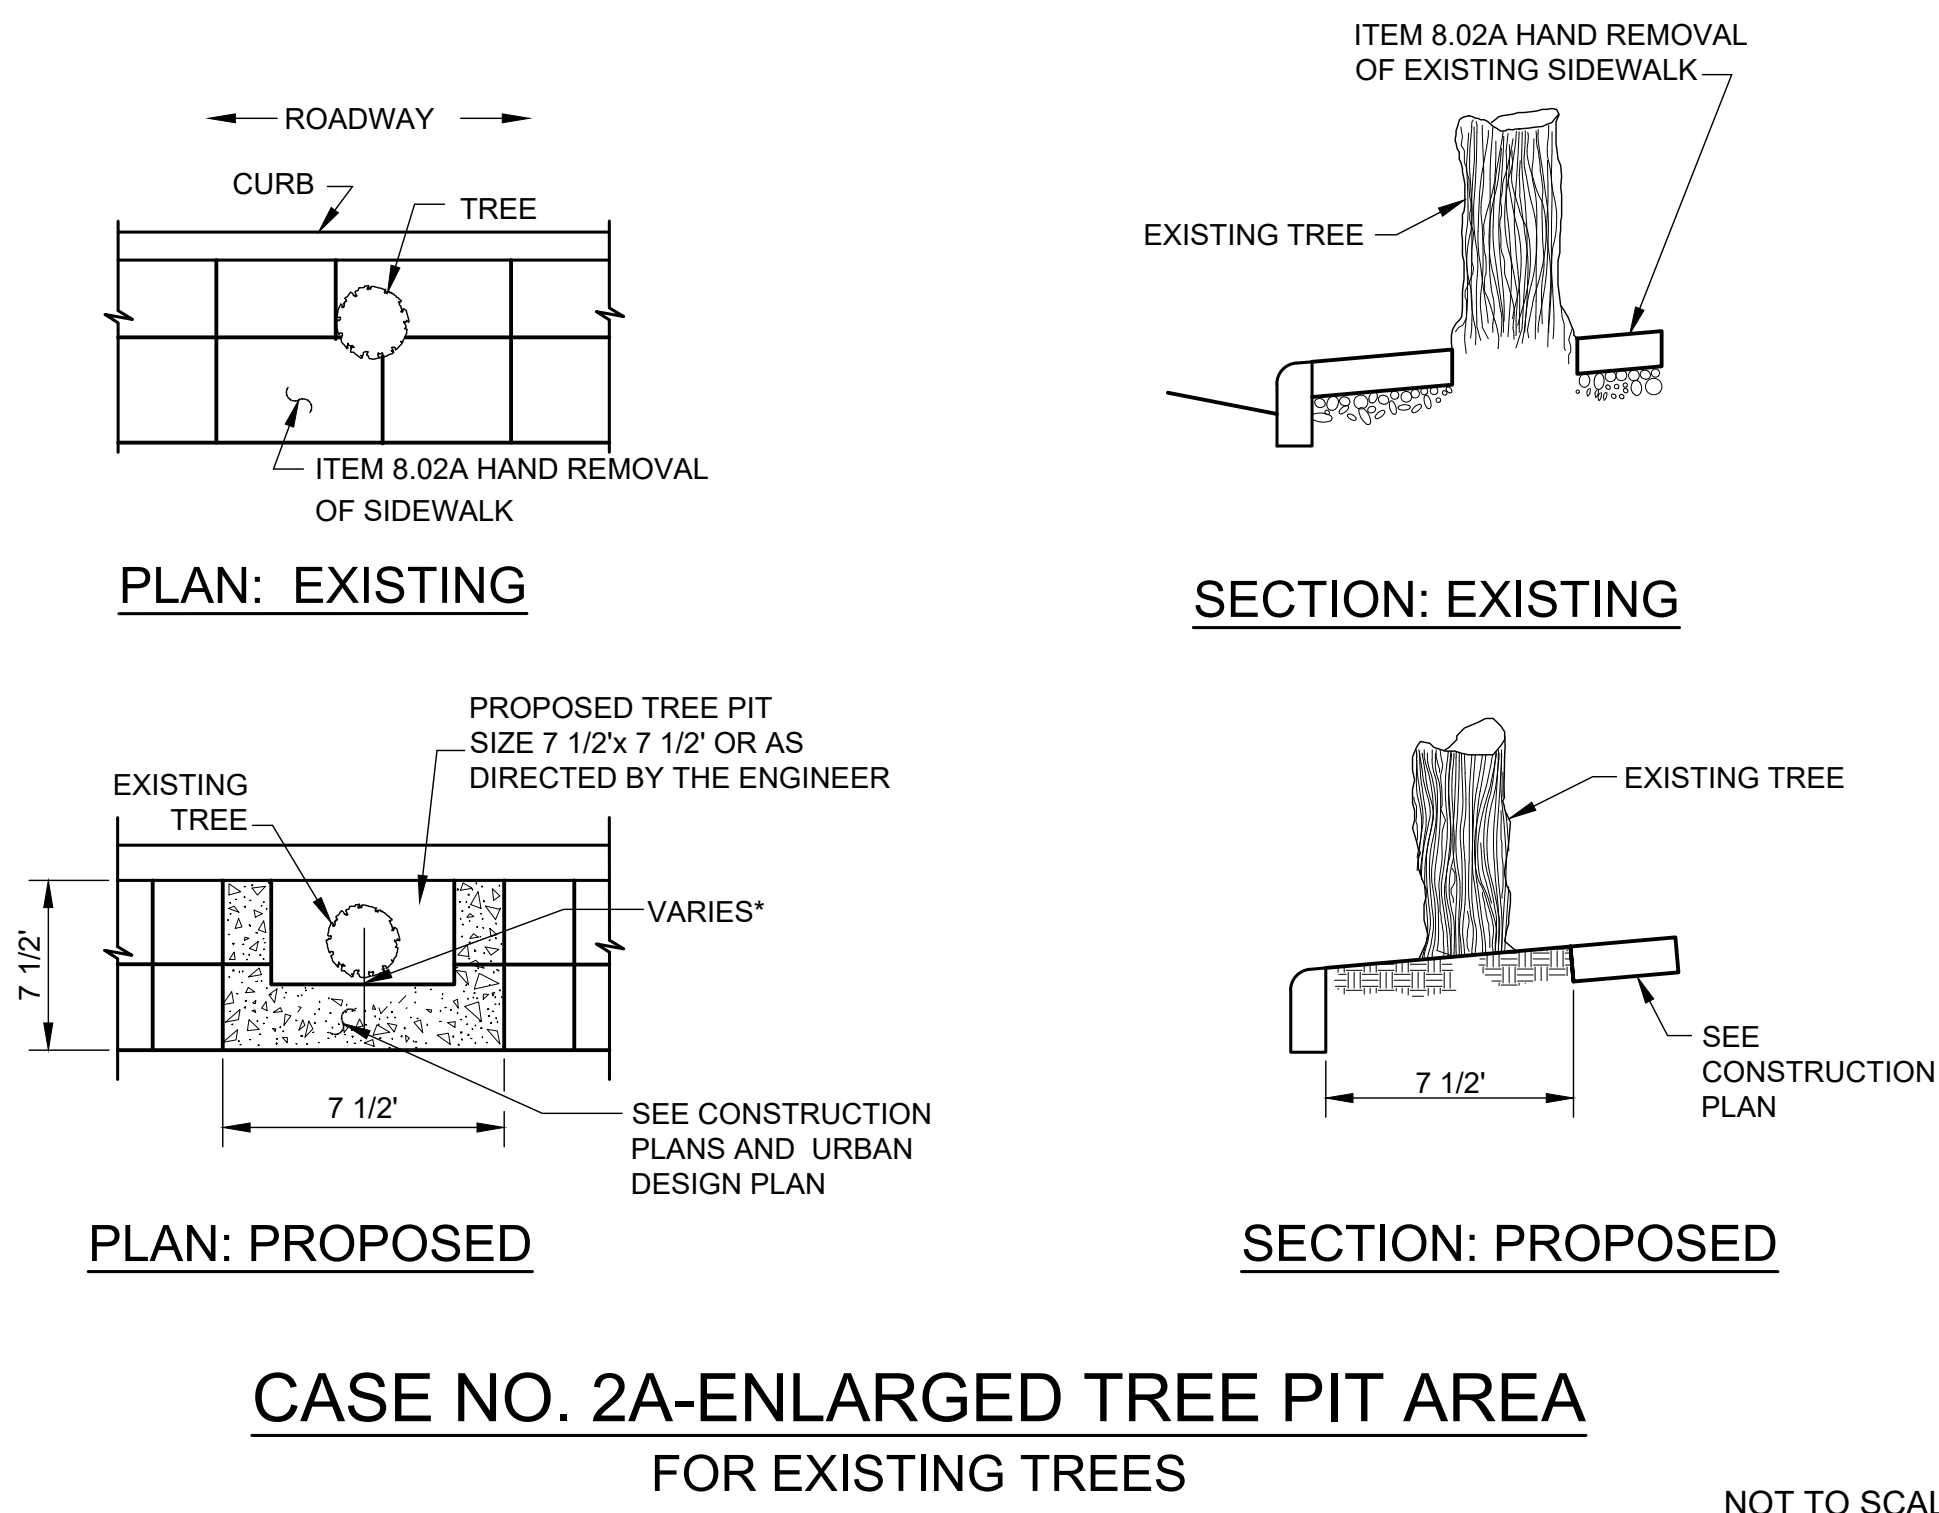 ROADWAY
CURB
TREE
ITEM 8.02A HAND REMOVAL
OF SIDEWALK
PLAN: EXISTING
ITEM 8.02A HAND REMOVAL
OF EXISTING SIDEWALK
EXISTING TREE
SECTION: EXISTING
PROPOSED TREE PIT
SIZE 7 1/2'x 7 1/2' OR AS
DIRECTED BY THE ENGINEER
EXISTING
TREE
VARIES*
7 1/2'
7 1/2'
SEE CONSTRUCTION
PLANS AND URBAN
DESIGN PLAN
PLAN: PROPOSED
EXISTING TREE
SEE
CONSTRUCTION
PLAN
7 1/2'
SECTION: PROPOSED
CASE NO. 2A-ENLARGED TREE PIT AREA
FOR EXISTING TREES
NOT TO SCAL